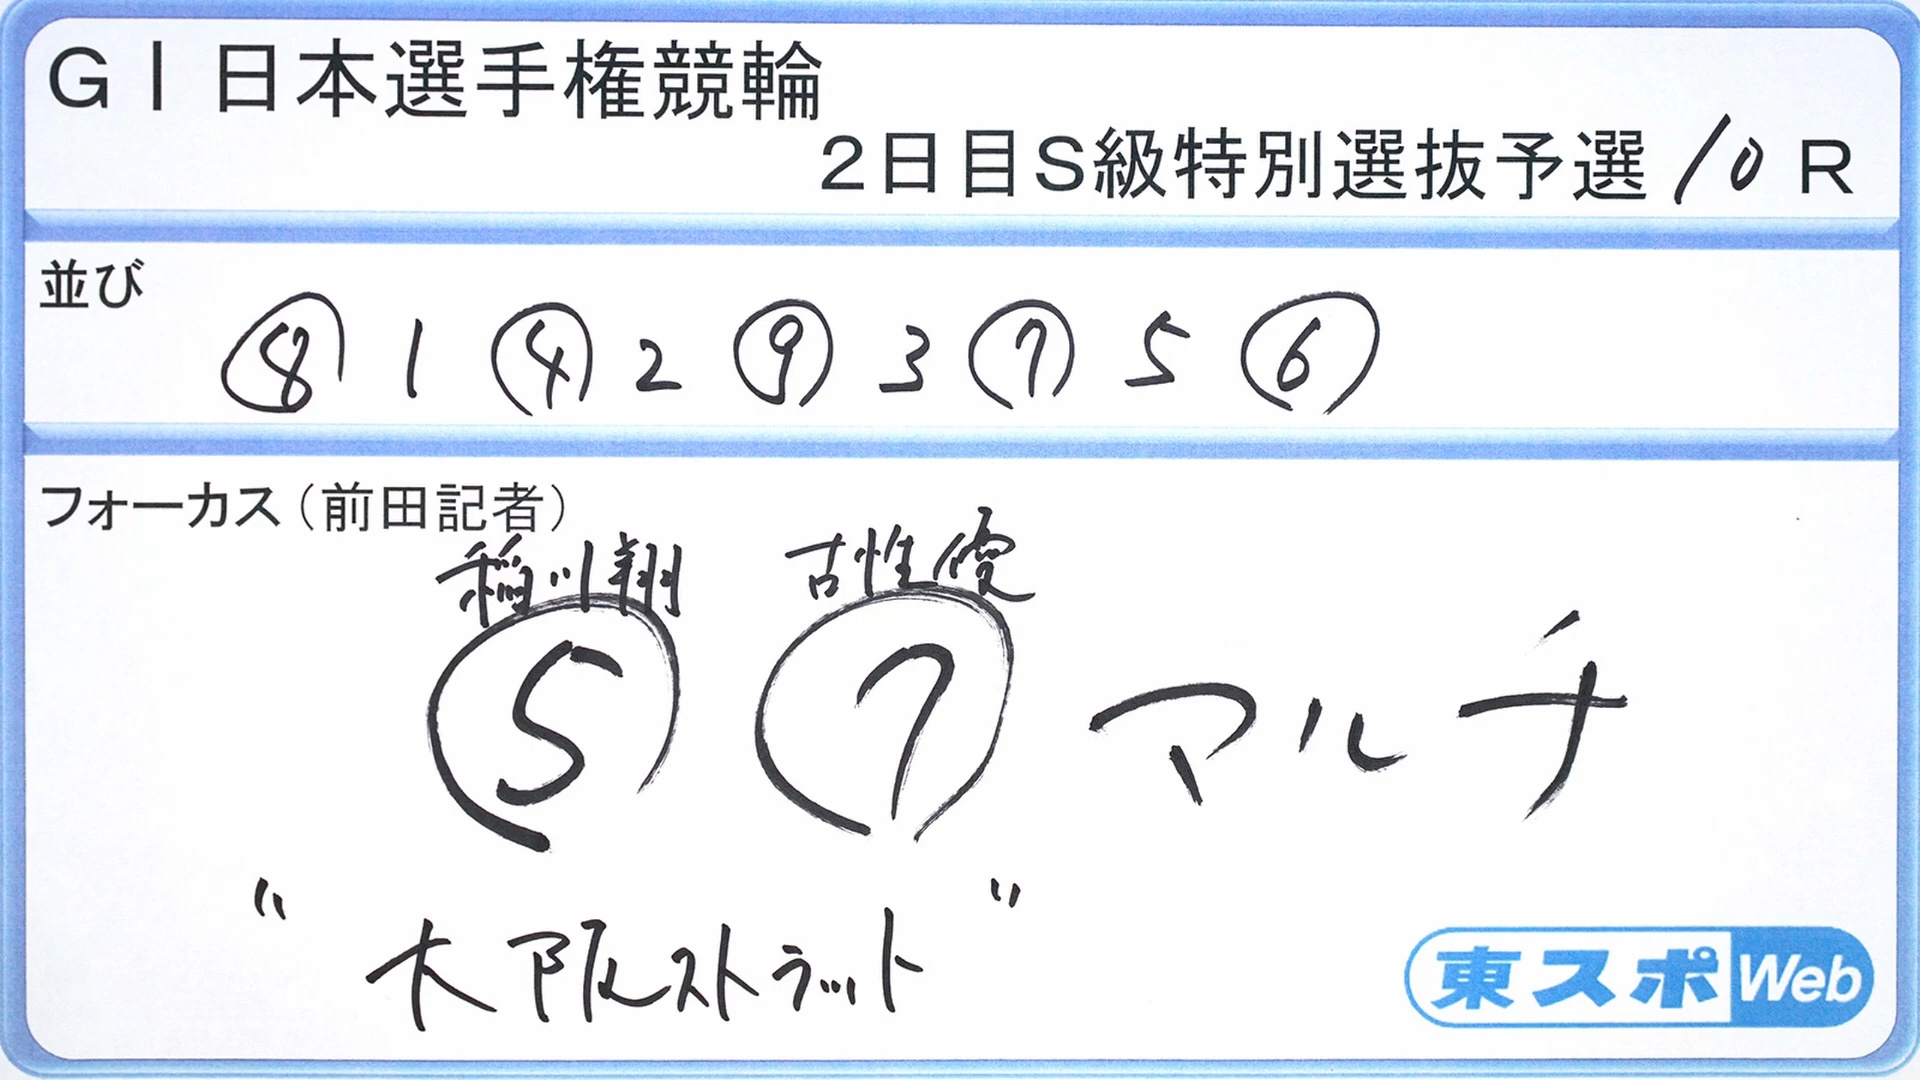 GⅠ日本選手権競輪
2日目S級特別選抜予選 10 R
並び
⑧ 1 ④ 2 ⑨ 3 ⑦ 5 ⑥
フォーカス(前田記者)
稲川翔 古性優
⑤ ⑦ マルチ
"大阪ストラット"
東スポWeb